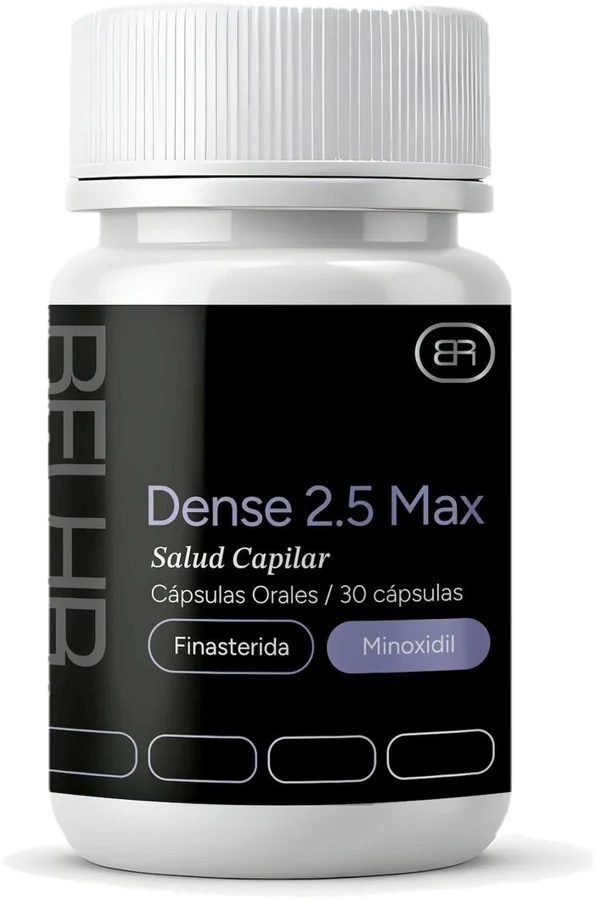 BR
Dense 2.5 Max
Salud Capilar
Cápsulas Orales / 30 cápsulas
Finasterida
Minoxidil